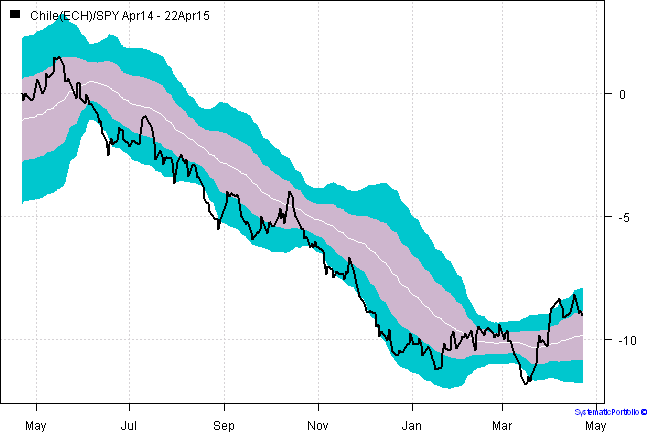 Chile(ECH)/SPY Apr14 - 22Apr15
0
-5
-10
May Jul Sep Nov Jan Mar May
SystematicPortfolio ©